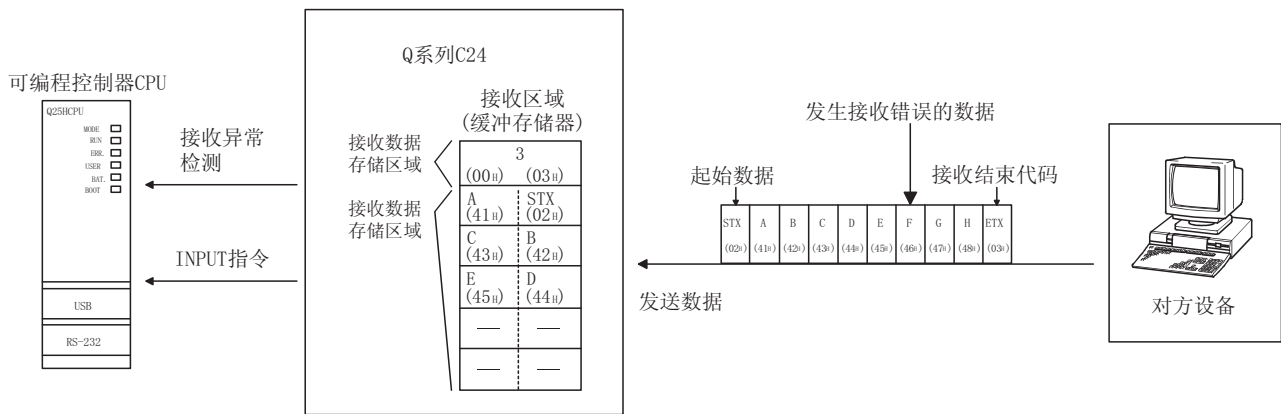 可编程控制器CPU
Q25HCPU
MODE
RUN
ERR.
USER
BAT.
BOOT
USB
RS-232
接收异常
检测
INPUT指令
Q系列C24
接收区域
(缓冲存储器)
接收数据
存储区域
接收数据
存储区域
3
(00H) (03H)
A STX
(41H) (02H)
C B
(43H) (42H)
E D
(45H) (44H)
— —
— —
发生接收错误的数据
起始数据
接收结束代码
STX A B C D E F G H ETX
(02H) (41H) (42H) (43H) (44H) (45H) (46H) (47H) (48H) (03H)
发送数据
对方设备